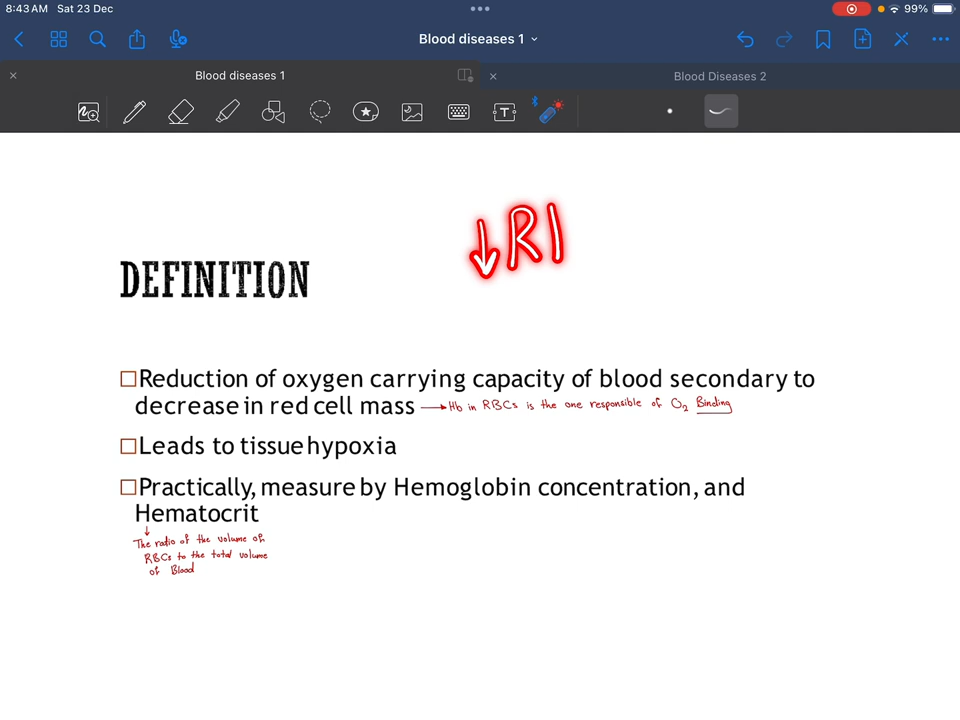 8:43 AM Sat 23 Dec
99%
Blood diseases 1
Blood diseases 1
Blood Diseases 2
T
↓ RI
DEFINITION
Reduction of oxygen carrying capacity of blood secondary to
decrease in red cell mass → Hb in RBCs is the one responsible of O₂ Binding
Leads to tissue hypoxia
Practically, measure by Hemoglobin concentration, and
Hematocrit
↓
The ratio of the volume of
RBCs to the total volume
of Blood